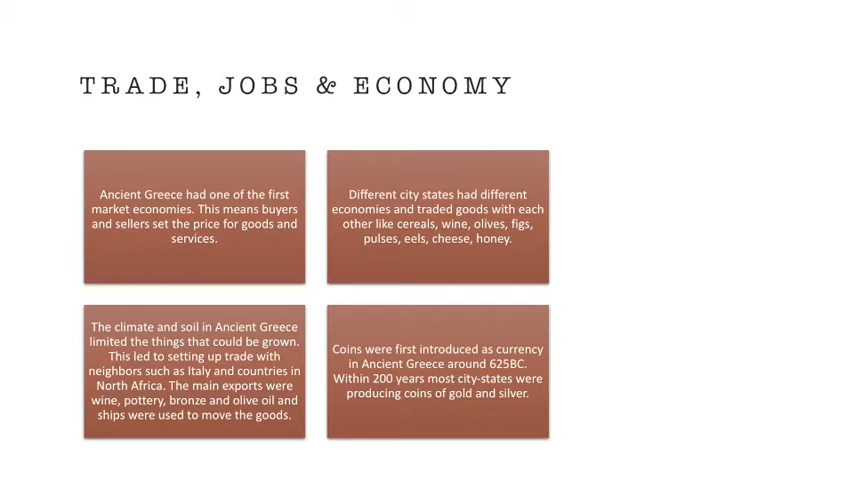 TRADE, JOBS & ECONOMY
Ancient Greece had one of the first
market economies. This means buyers
and sellers set the price for goods and
services.
Different city states had different
economies and traded goods with each
other like cereals, wine, olives, figs,
pulses, eels, cheese, honey.
The climate and soil in Ancient Greece
limited the things that could be grown.
This led to setting up trade with
neighbors such as Italy and countries in
North Africa. The main exports were
wine, pottery, bronze and olive oil and
ships were used to move the goods.
Coins were first introduced as currency
in Ancient Greece around 625BC.
Within 200 years most city-states were
producing coins of gold and silver.